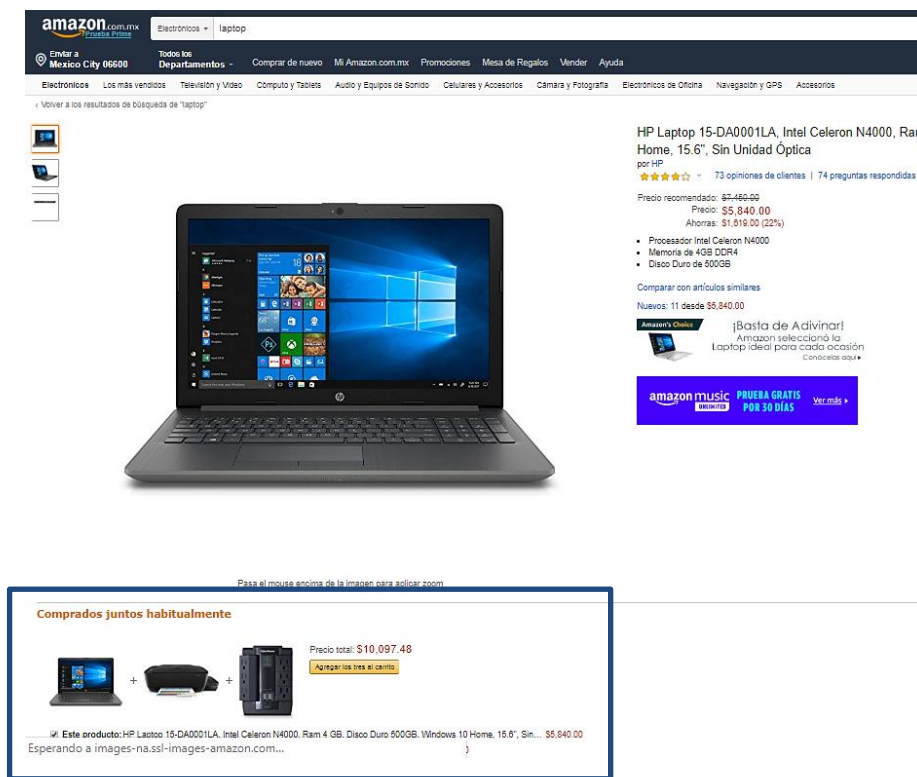 amazon.com.mx
Prueba Prime
Electrónicos
laptop
Enviar a
Mexico City 06600
Todos los
Departamentos
Comprar de nuevo Mi Amazon.com.mx Promociones Mesa de Regalos Vender Ayuda
Electrónicos Los más vendidos Televisión y Video Cómputo y Tablets Audio y Equipos de Sonido Celulares y Accesorios Cámara y Fotografía Electrónicos de Oficina Navegación y GPS Accesorios
‹ Volver a los resultados de búsqueda de "laptop"
HP Laptop 15-DA0001LA, Intel Celeron N4000, Ram
Home, 15.6", Sin Unidad Óptica
por HP
73 opiniones de clientes | 74 preguntas respondidas
Precio recomendado: $7,459.00
Precio: $5,840.00
Ahorras: $1,619.00 (22%)
• Procesador Intel Celeron N4000
• Memoria de 4GB DDR4
• Disco Duro de 500GB
Comparar con artículos similares
Nuevos: 11 desde $5,840.00
Amazon's Choice
¡Basta de Adivinar!
Amazon seleccionó la
Laptop ideal para cada ocasión
Conócelas aquí
amazon music
UNLIMITED
PRUEBA GRATIS
POR 30 DÍAS
Ver más
hp
Pasa el mouse encima de la imagen para aplicar zoom
Comprados juntos habitualmente
Precio total: $10,097.48
Agregar los tres al carrito
+ +
Este producto: HP Laptop 15-DA0001LA, Intel Celeron N4000, Ram 4 GB, Disco Duro 500GB, Windows 10 Home, 15.6", Sin... $5,840.00
Esperando a images-na.ssl-images-amazon.com...